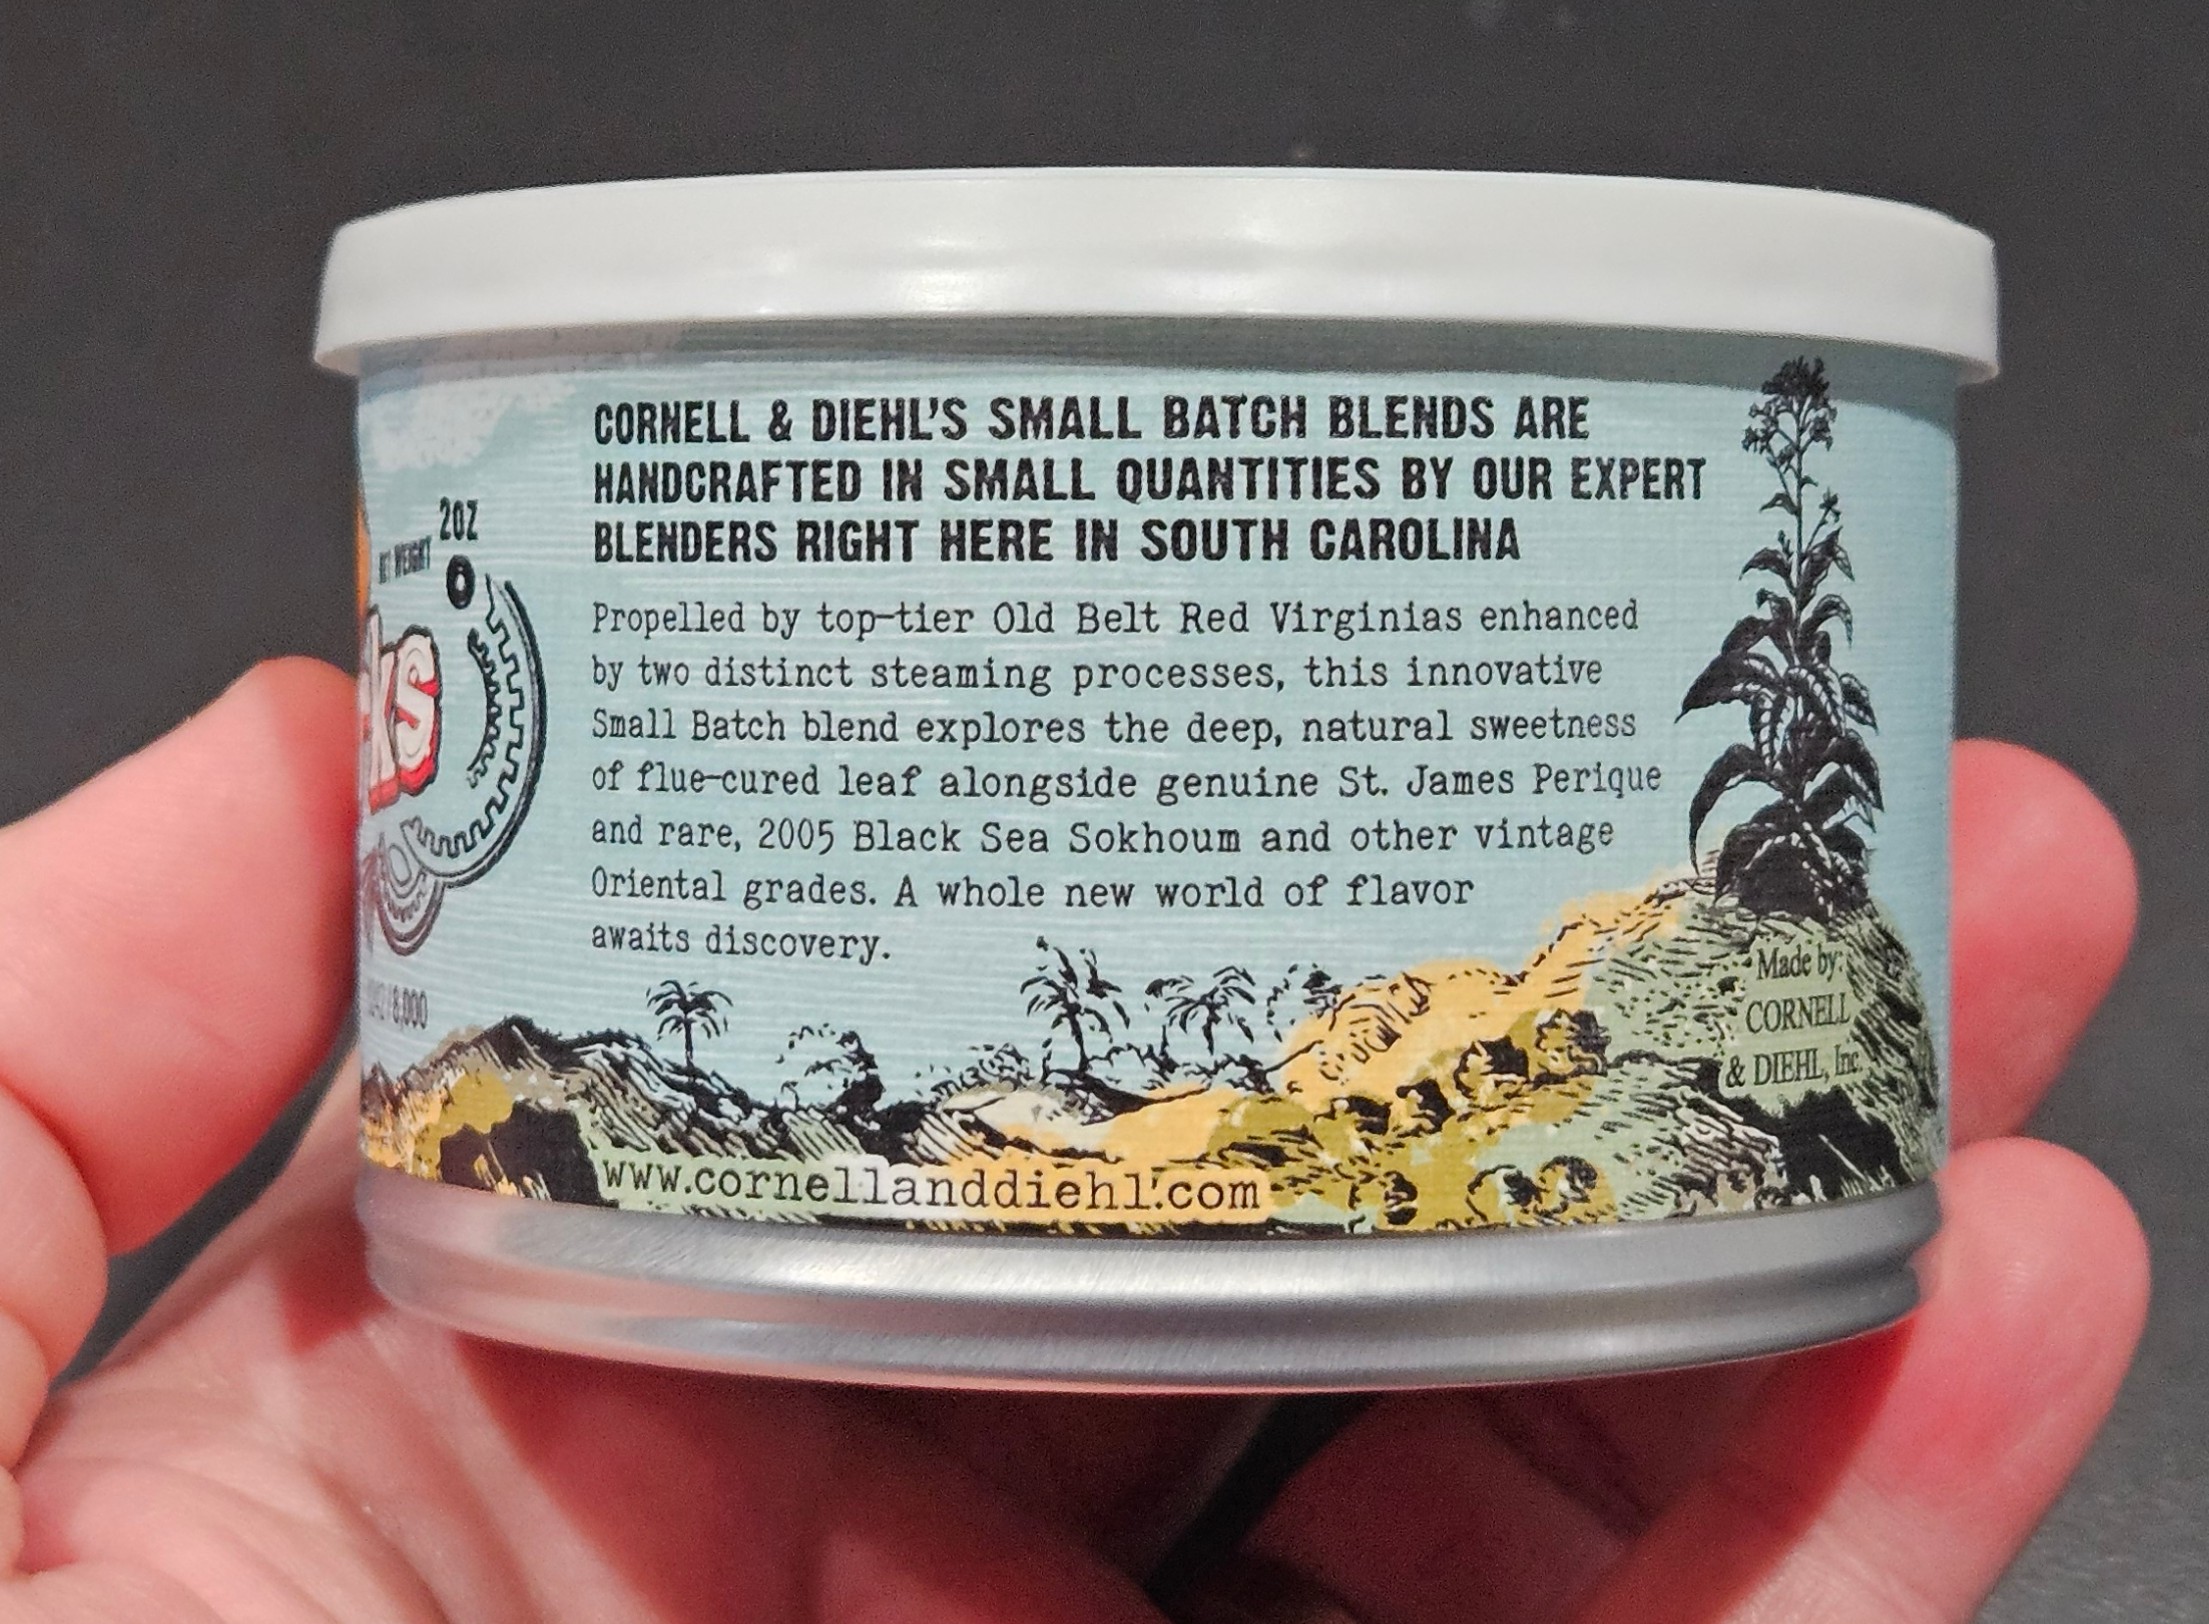 CORNELL & DIEHL'S SMALL BATCH BLENDS ARE
HANDCRAFTED IN SMALL QUANTITIES BY OUR EXPERT
BLENDERS RIGHT HERE IN SOUTH CAROLINA
Propelled by top-tier Old Belt Red Virginias enhanced
by two distinct steaming processes, this innovative
Small Batch blend explores the deep, natural sweetness
of flue-cured leaf alongside genuine St. James Perique
and rare, 2005 Black Sea Sokhoum and other vintage
Oriental grades. A whole new world of flavor
awaits discovery.
www.cornellanddiehl.com
Made by:
CORNELL
& DIEHL, Inc.
2OZ
WEIGHT
KS
8,000